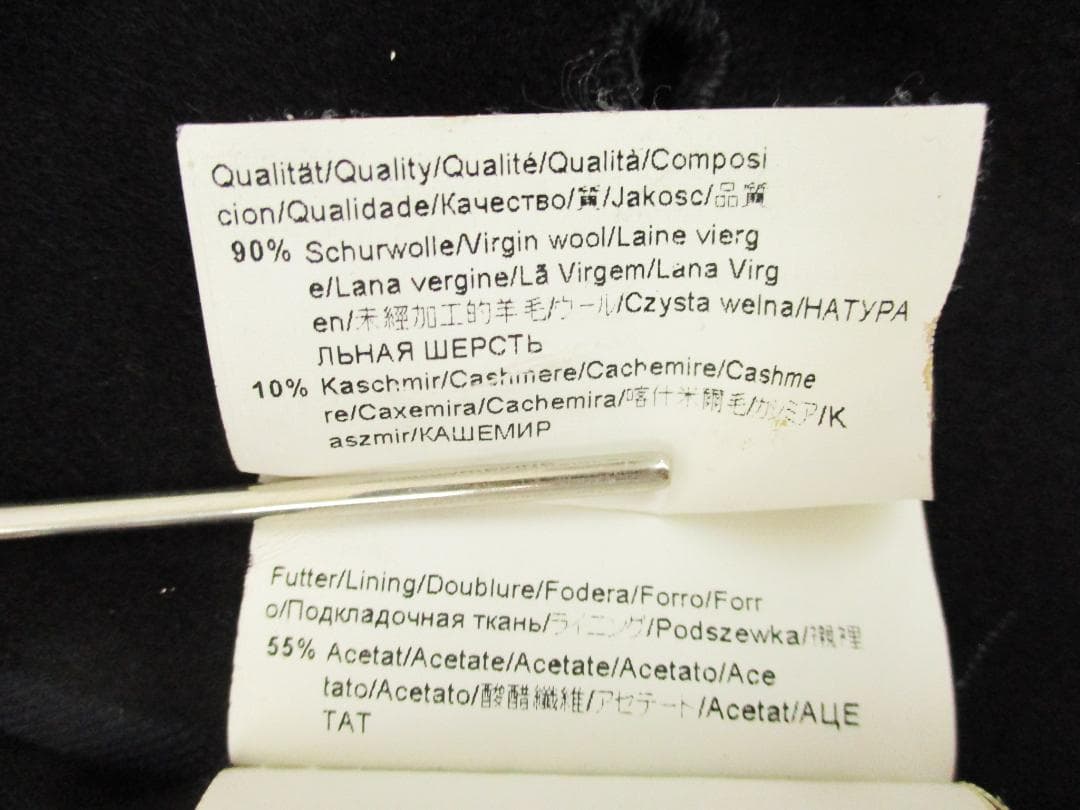 Qualität/Quality/Qualité/Qualità/Composi
cion/Qualidade/Качество/質/Jakosc/品質
90% Schurwolle/Virgin wool/Laine vierg
e/Lana vergine/Lã Virgem/Lana Virg
en/未經加工的羊毛/ウール/Czysta welna/НАТУРА
ЛЬНАЯ ШЕРСТЬ
10% Kaschmir/Cashmere/Cachemire/Cashme
re/Caxemira/Cachemira/喀什米爾毛/カシミア/K
aszmir/КАШЕМИР
Futter/Lining/Doublure/Fodera/Forro/Forr
o/Подкладочная ткань/ライニング/Podszewka/襯裡
55% Acetat/Acetate/Acetate/Acetato/Ace
tato/Acetato/酸醋纖維/アセテート/Acetat/АЦЕ
ТАТ